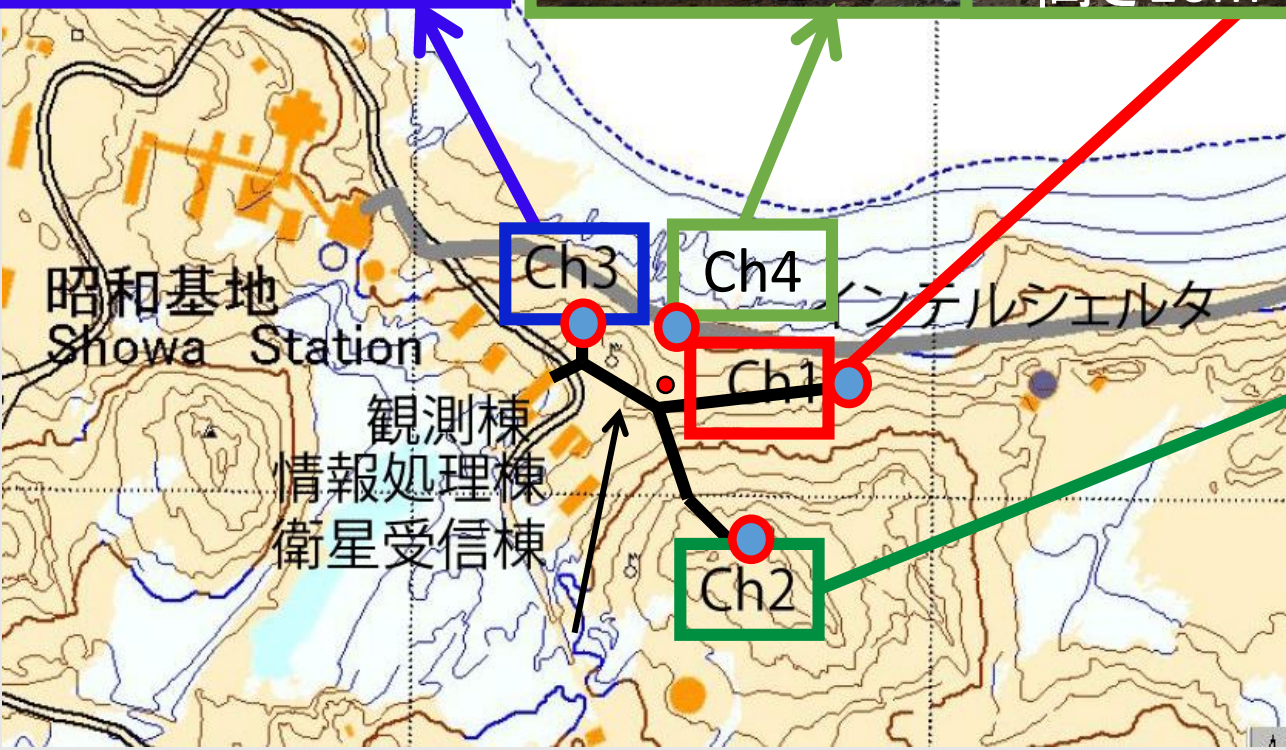 Ch3
Ch4
昭和基地
インテルシェルタ
Showa Station
Ch1
観測棟
情報処理棟
衛星受信棟
Ch2